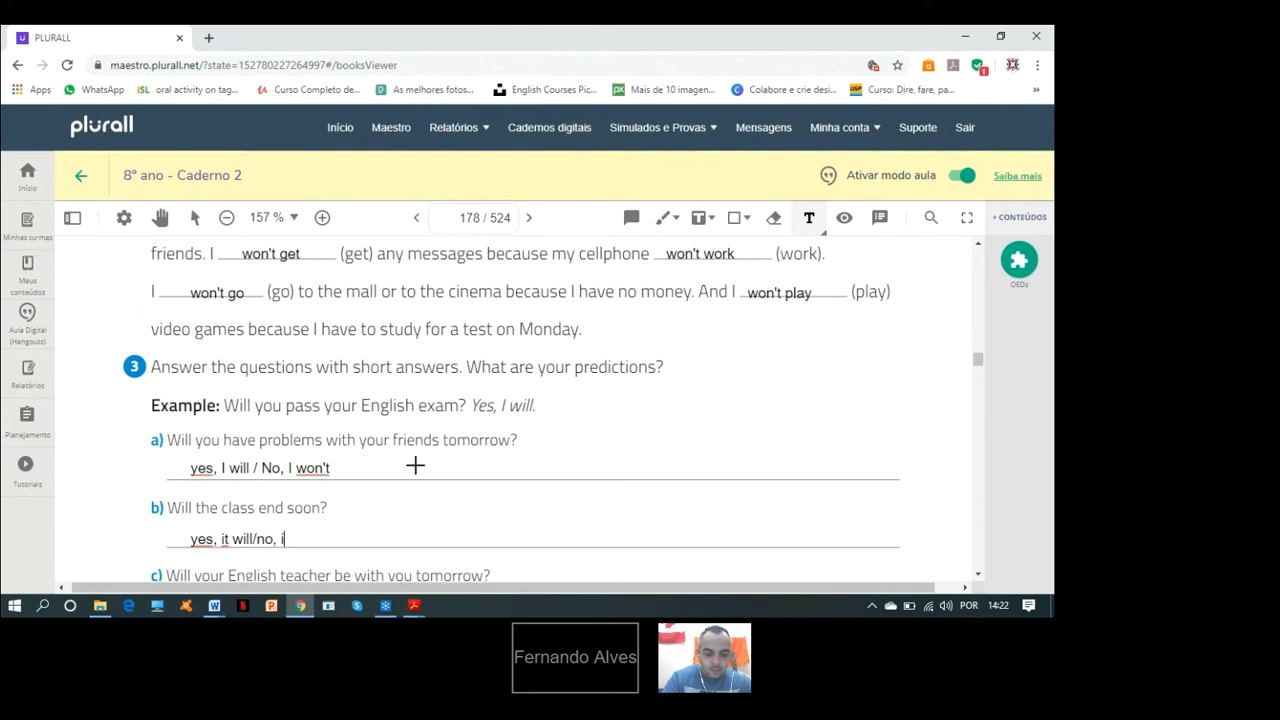 PLURALL
maestro.plurall.net/?state=152780227264997#/booksViewer
1
Apps WhatsApp oral activity on tag... Curso Completo de... As melhores fotos... English Courses Pic... Mais de 10 imagen... Colabore e crie desi... Curso: Dire, fare, pa...
plurall Início Maestro Relatórios Cadernos digitais Simulados e Provas Mensagens Minha conta Suporte Sair
8º ano - Caderno 2 Ativar modo aula Saiba mais
157 % 178 / 524 T + CONTEÚDOS
OEDs
Início
Minhas turmas
Meus
conteúdos
Aula Digital
(Hangouts)
Relatórios
Planejamento
Tutoriais
friends. I won't get (get) any messages because my cellphone won't work (work).
I won't go (go) to the mall or to the cinema because I have no money. And I won't play (play)
video games because I have to study for a test on Monday.
3 Answer the questions with short answers. What are your predictions?
Example: Will you pass your English exam? Yes, I will.
a) Will you have problems with your friends tomorrow?
yes, I will / No, I won't
b) Will the class end soon?
yes, it will/no, i
c) Will your English teacher be with you tomorrow?
POR 14:22
Fernando Alves